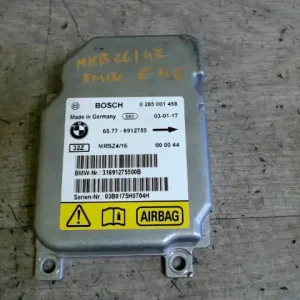 BMW E46
BOSCH 0 285 001 458
Made in Germany 03-01-17
65.77 - 6912755
32Z MRSZ4/16 00 00 44
BMW-Nr.: 31691275500B
Serien-Nr.: 03B0175H0704H
AIRBAG